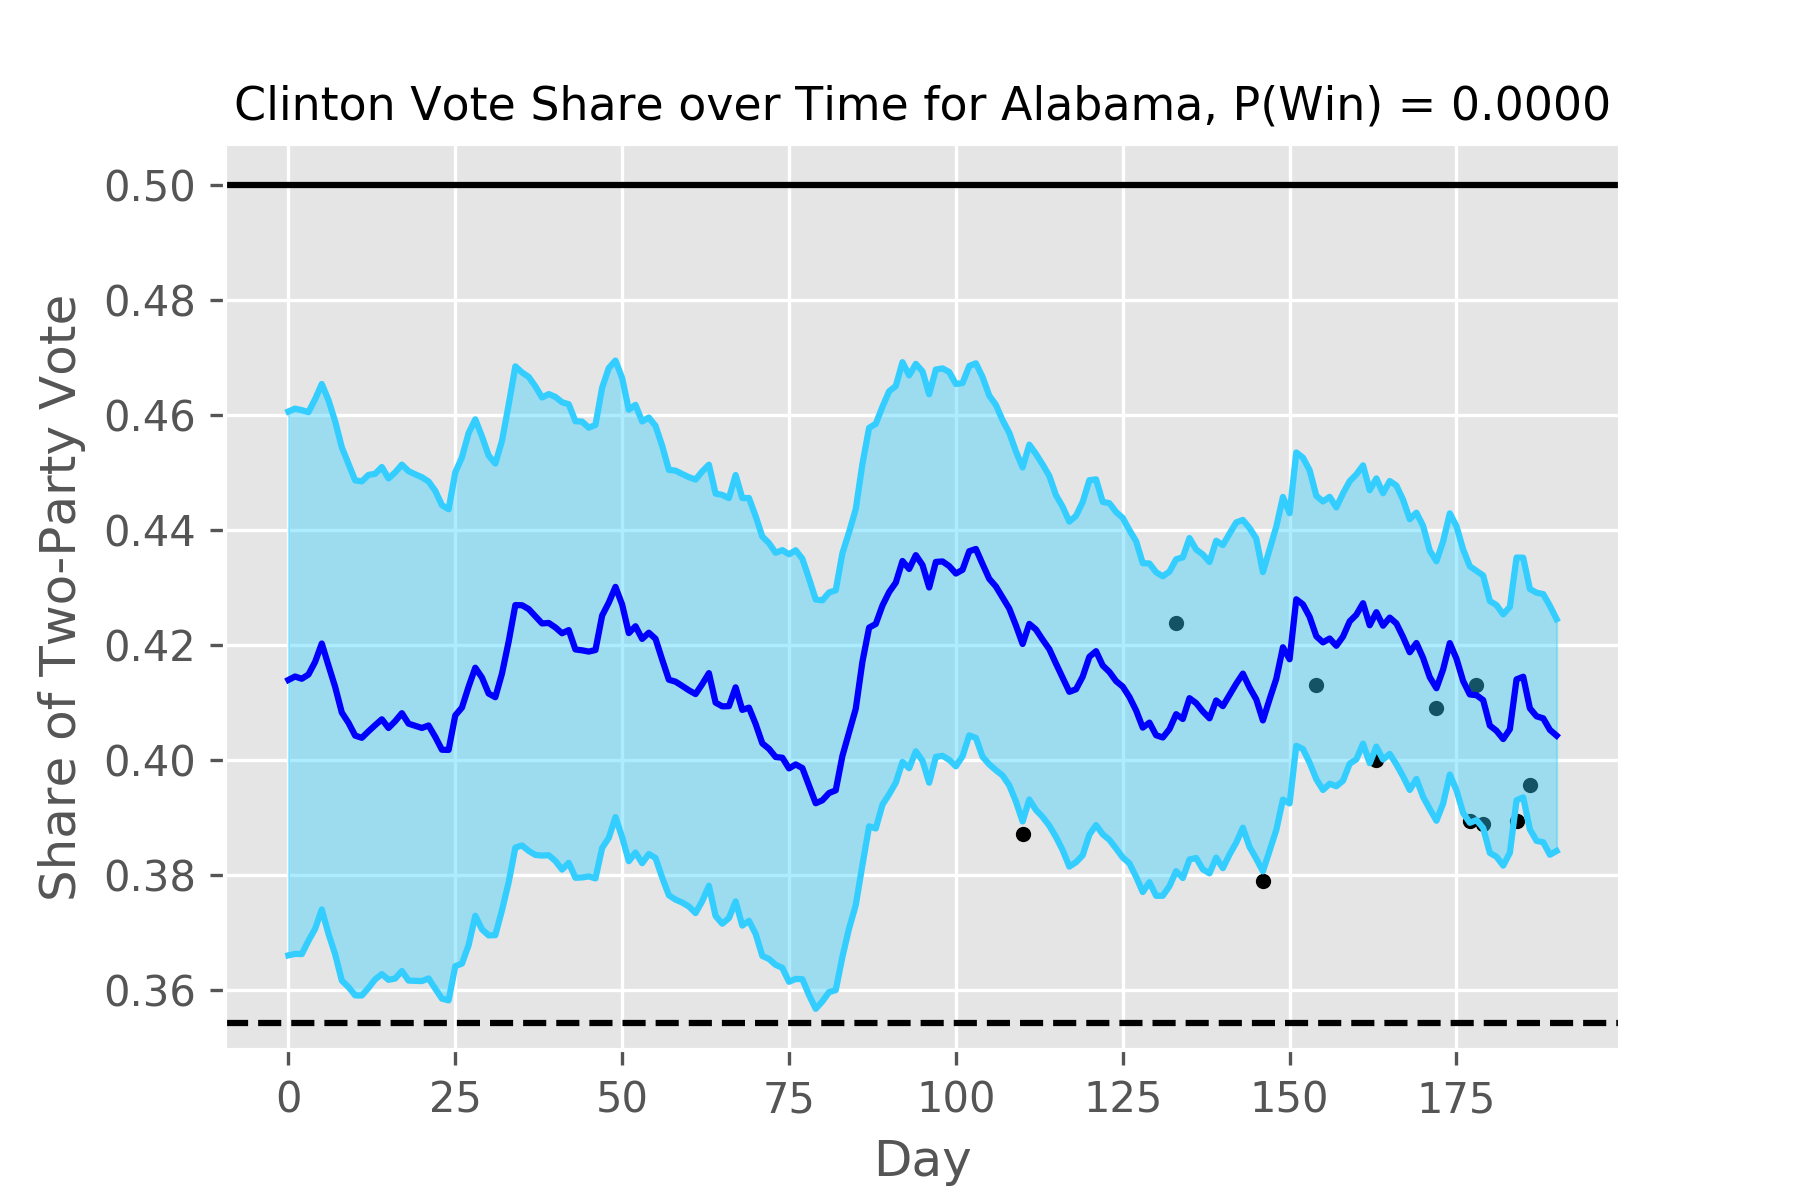 Clinton Vote Share over Time for Alabama, P(Win) = 0.0000
Share of Two-Party Vote
0.50
0.48
0.46
0.44
0.42
0.40
0.38
0.36
0 25 50 75 100 125 150 175
Day